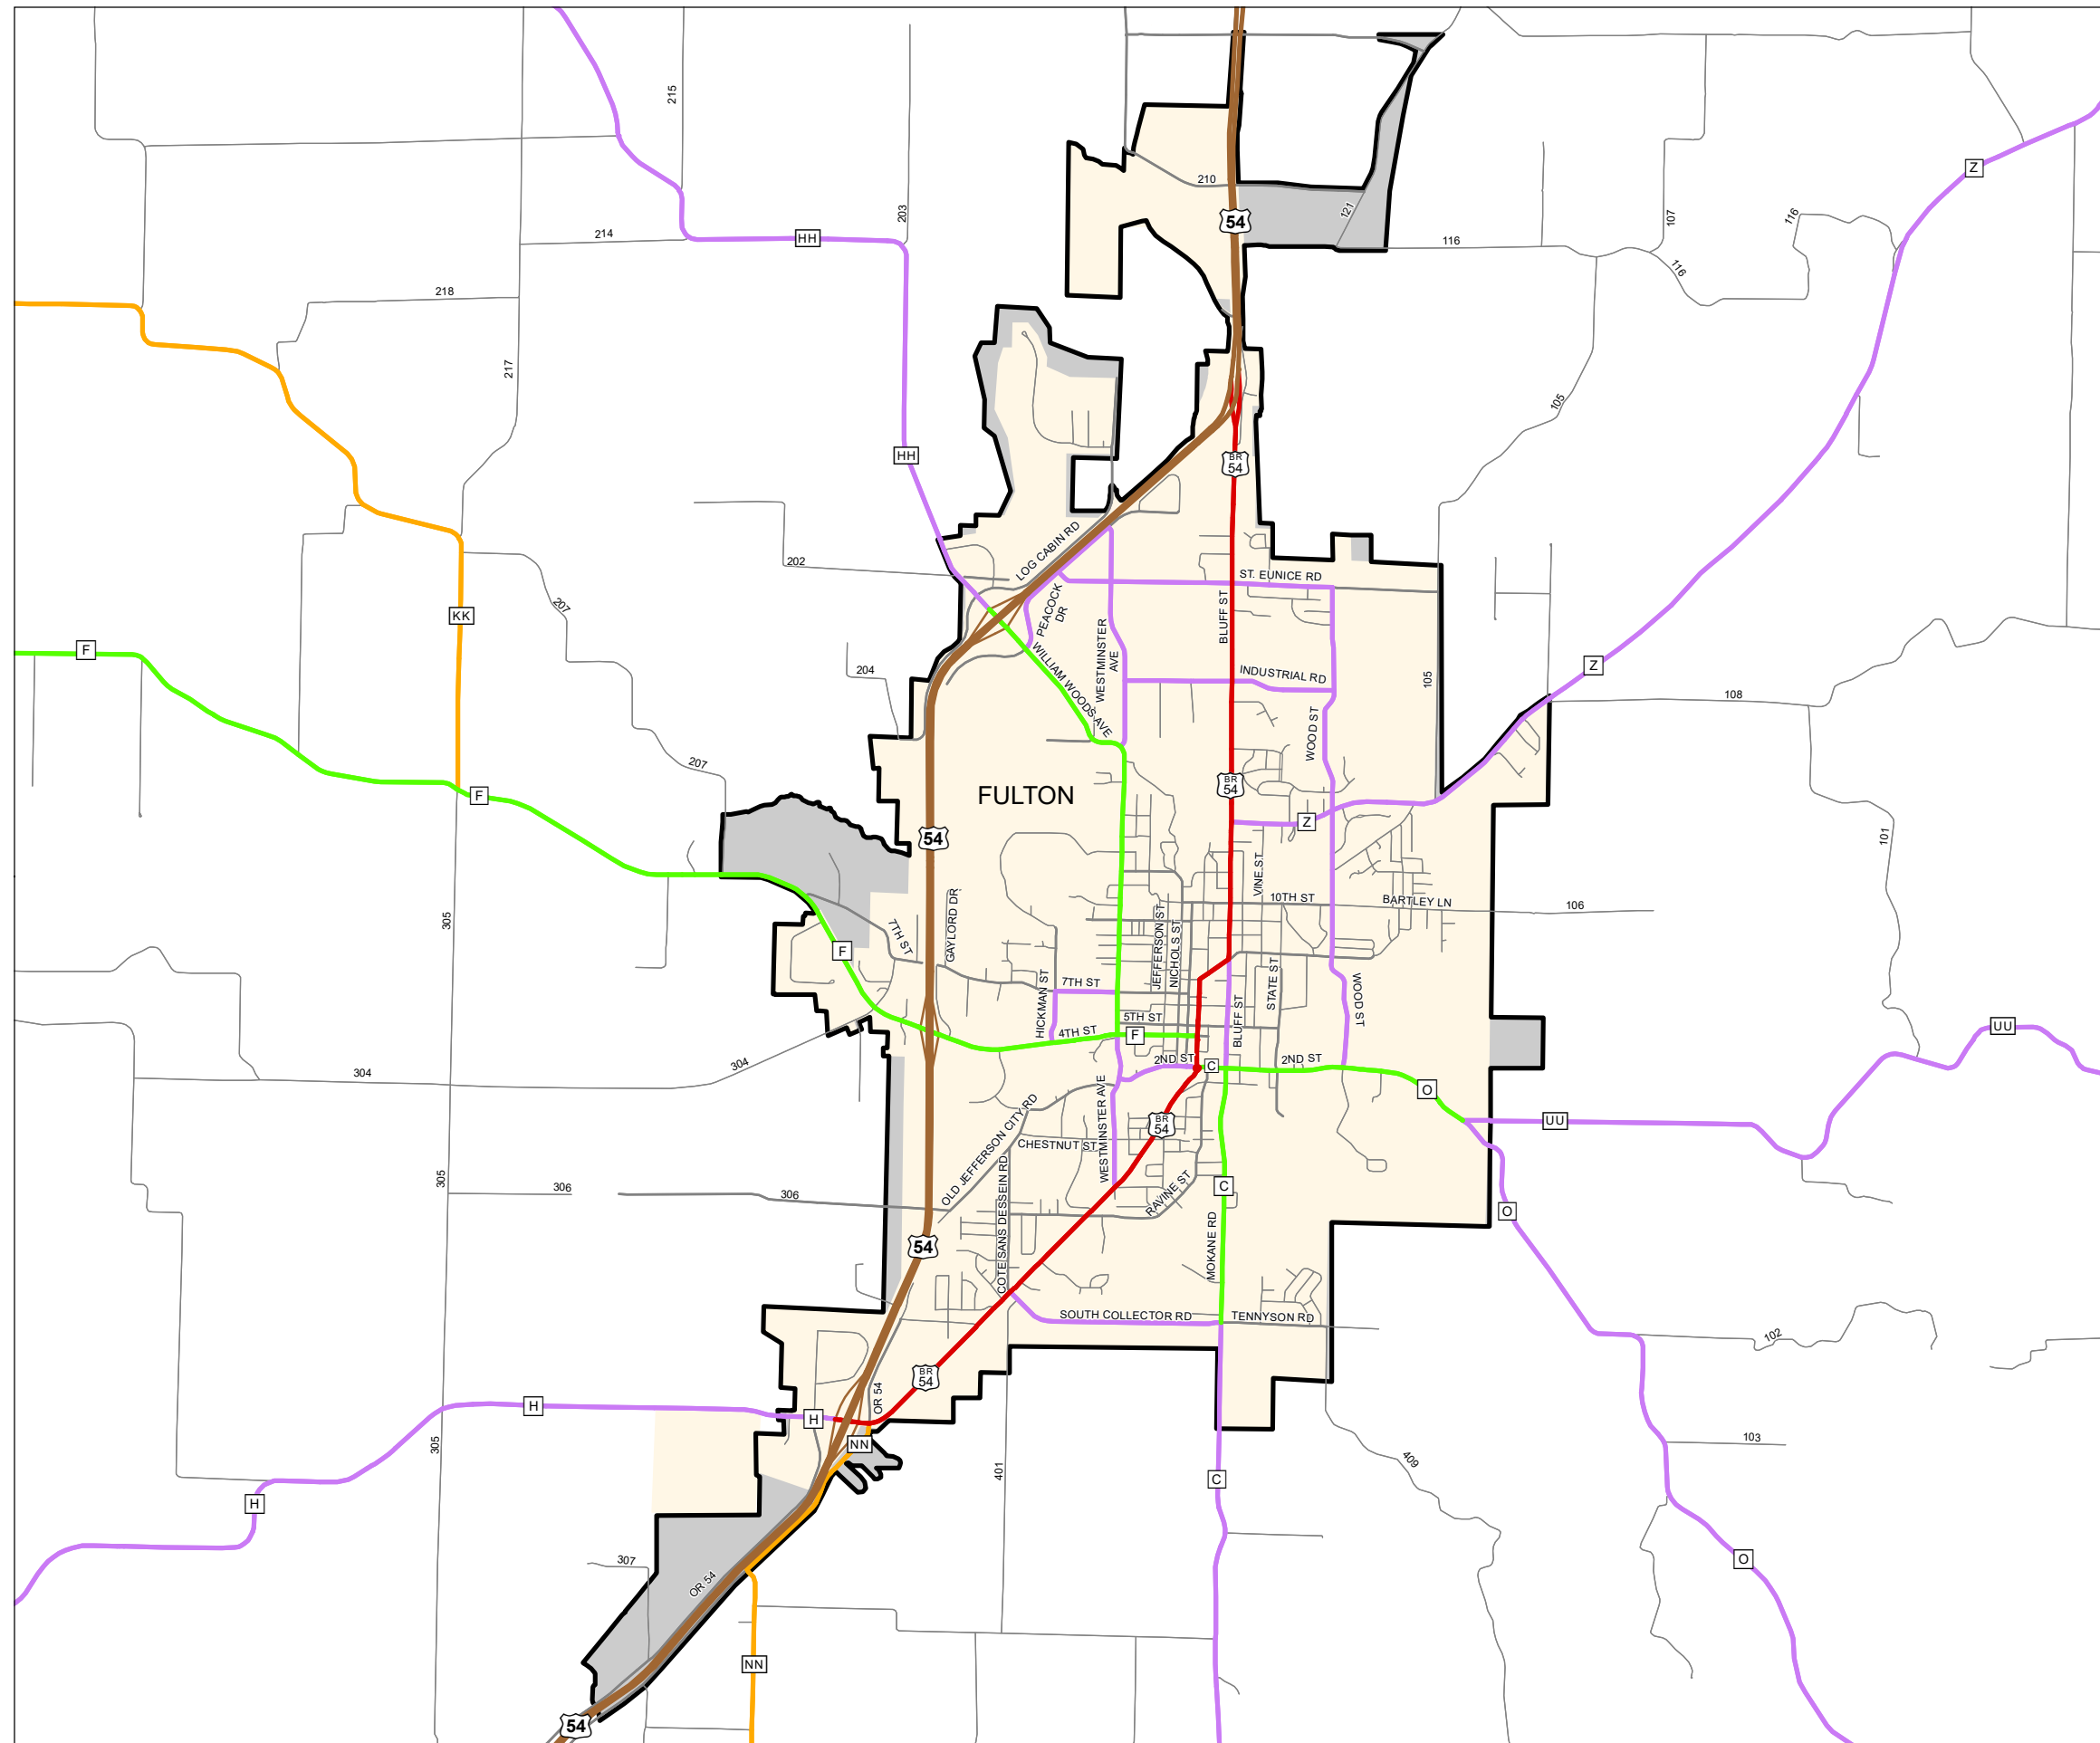 215
Z
210
54
121
203
107
116
214
HH
116
116
218
217
105
HH
BR
54
LOG CABIN RD
202
ST. EUNICE RD
207
KK
PEACOCK
DR
BLUFF ST
F
WESTMINSTER
AVE
WILLIAM WOODS AVE
204
INDUSTRIAL RD
105
Z
108
WOOD ST
207
F
FULTON
BR
54
Z
54
101
VINE ST
10TH ST
BARTLEY LN
106
305
7TH ST
GAYLORD DR
F
JEFFERSON ST
NICHOLS ST
7TH ST
HICKMAN ST
STATE ST
WOOD ST
5TH ST
BLUFF ST
4TH ST
F
UU
304
304
2ND ST
C
2ND ST
O
UU
OLD JEFFERSON CITY RD
WESTMINSTER AVE
BR
54
CHESTNUT ST
305
306
306
COTE SANS DESSEIN RD
RAVINE ST
C
O
54
MOKANE RD
SOUTH COLLECTOR RD
TENNYSON RD
102
BR
54
H
OR 54
H
NN
305
103
401
409
C
H
307
OR 54
O
NN
54